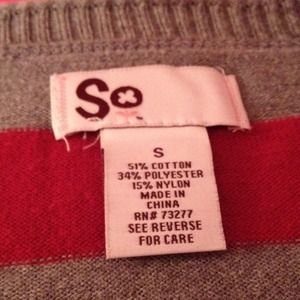 So
S
51% COTTON
34% POLYESTER
15% NYLON
MADE IN
CHINA
RN# 73277
SEE REVERSE
FOR CARE